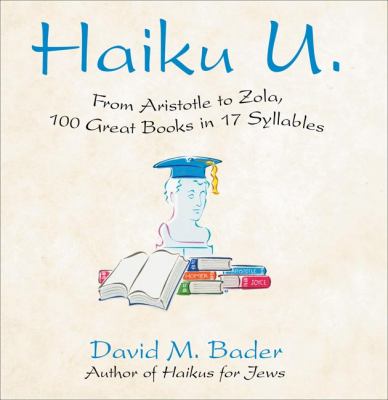 Haiku U.
From Aristotle to Zola,
100 Great Books in 17 Syllables
HOMER
ARISTOTLE
JOYCE
David M. Bader
Author of Haikus for Jews